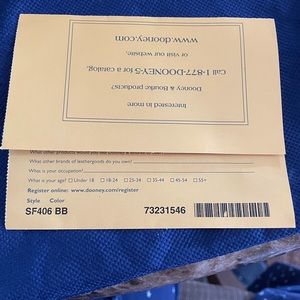 Interested in more
Dooney & Bourke products?
Call 1-877-DOONEY-5 for a catalog,
or visit our website,
www.dooney.com
What other brands of leathergoods do you own?
What is your occupation?
What is your age? □ Under 18 □ 18-24 □ 25-34 □ 35-44 □ 45-54 □ 55+
Register online: www.dooney.com/register
Style Color
SF406 BB 73231546